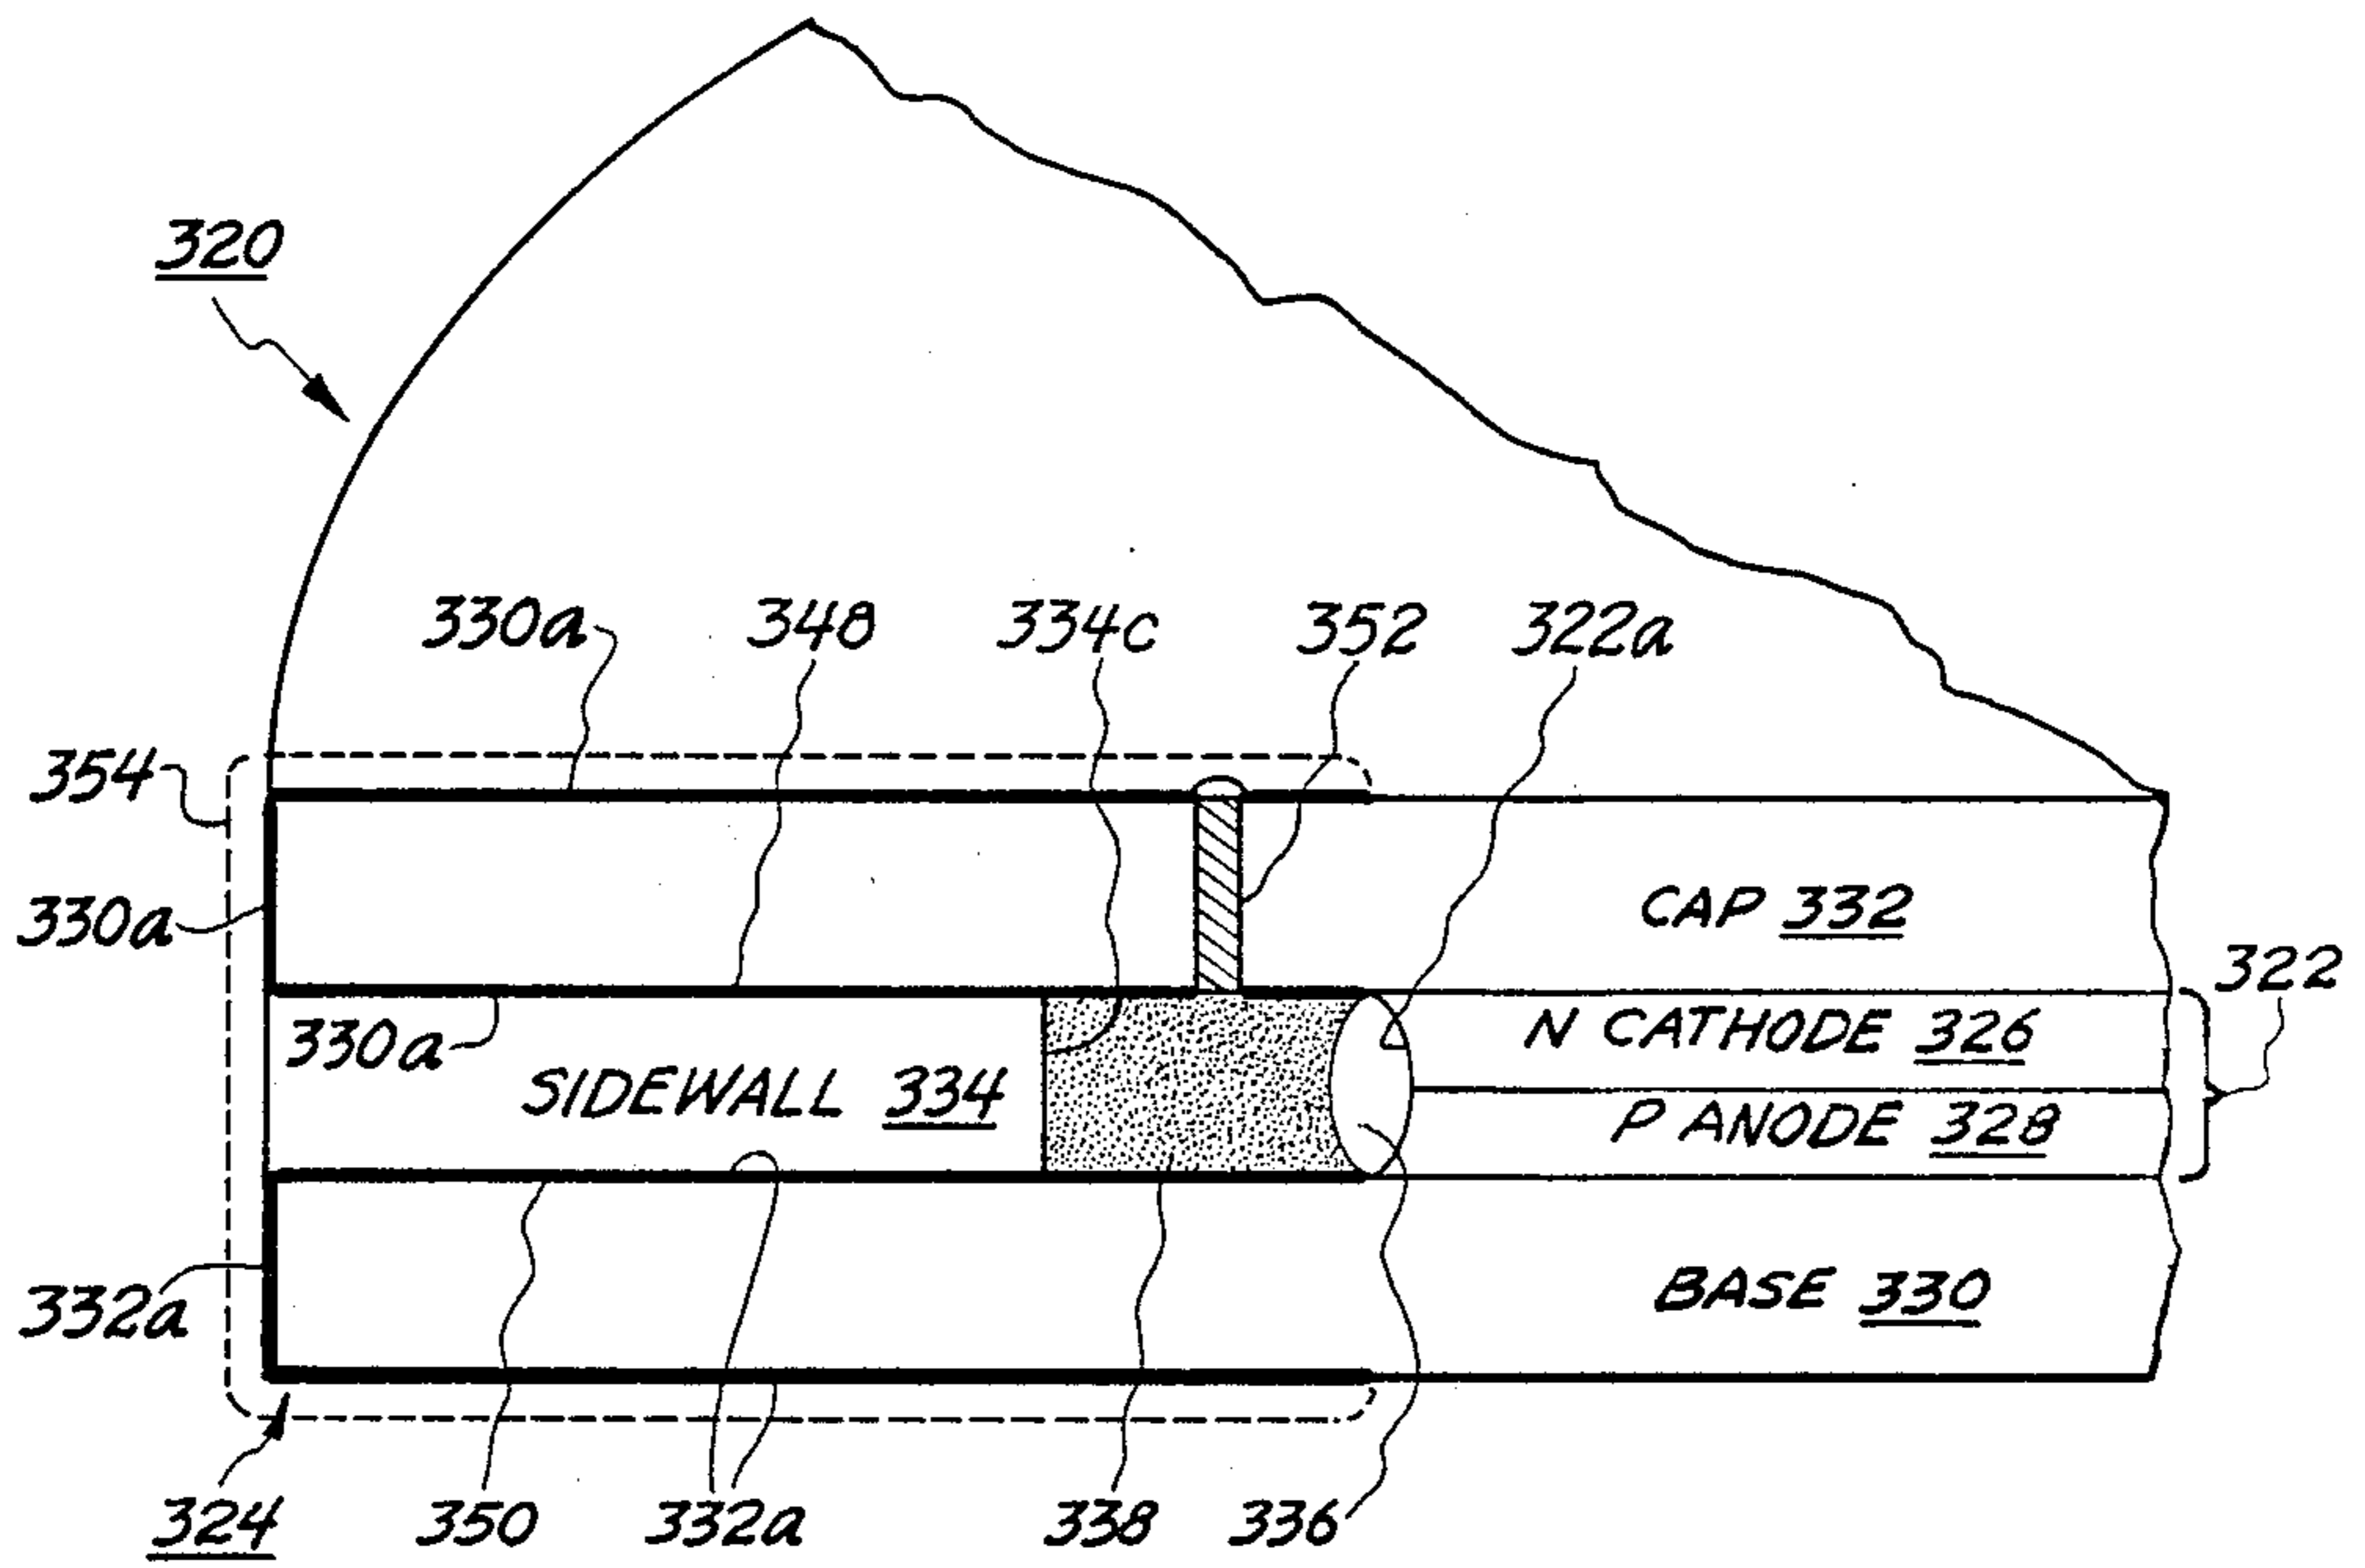 320
330a 348 334c 352 322a
354
330a
CAP 332
322
330a
N CATHODE 326
SIDEWALL 334
P ANODE 328
332a
BASE 330
324 350 332a 338 336